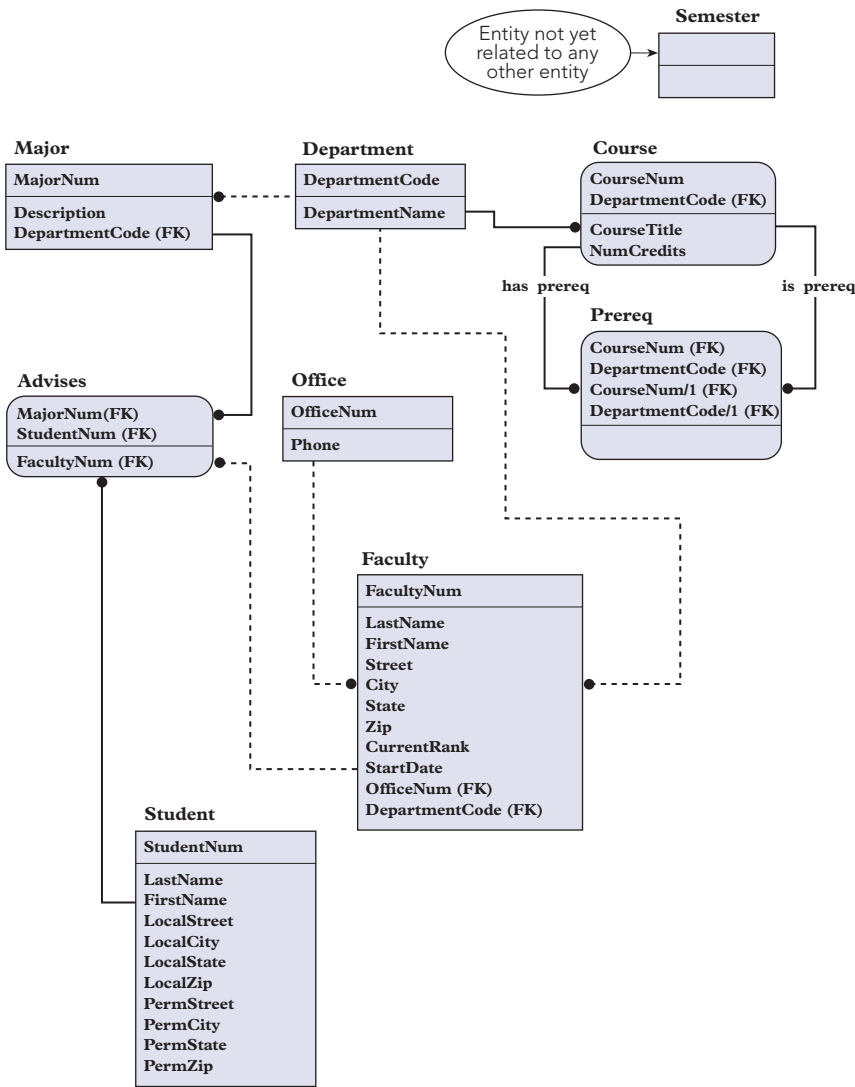 Semester
Entity not yet
related to any
other entity
Major
MajorNum
Description
DepartmentCode (FK)
Department
DepartmentCode
DepartmentName
Course
CourseNum
DepartmentCode (FK)
CourseTitle
NumCredits
has prereq
is prereq
Prereq
CourseNum (FK)
DepartmentCode (FK)
CourseNum/1 (FK)
DepartmentCode/1 (FK)
Advises
MajorNum(FK)
StudentNum (FK)
FacultyNum (FK)
Office
OfficeNum
Phone
Faculty
FacultyNum
LastName
FirstName
Street
City
State
Zip
CurrentRank
StartDate
OfficeNum (FK)
DepartmentCode (FK)
Student
StudentNum
LastName
FirstName
LocalStreet
LocalCity
LocalState
LocalZip
PermStreet
PermCity
PermState
PermZip